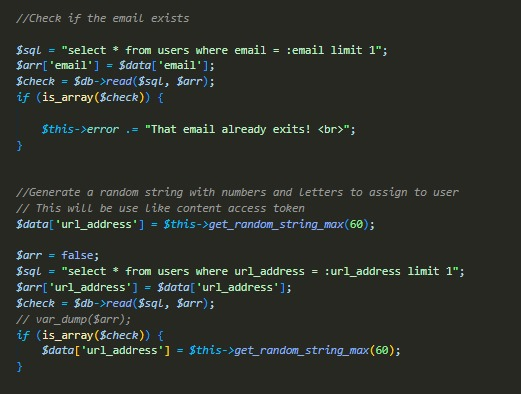 //Check if the email exists
$sql = "select * from users where email = :email limit 1";
$arr['email'] = $data['email'];
$check = $db->read($sql, $arr);
if (is_array($check)) {
$this->error .= "That email already exits! <br>";
}
//Generate a random string with numbers and letters to assign to user
// This will be use like content access token
$data['url_address'] = $this->get_random_string_max(60);
$arr = false;
$sql = "select * from users where url_address = :url_address limit 1";
$arr['url_address'] = $data['url_address'];
$check = $db->read($sql, $arr);
// var_dump($arr);
if (is_array($check)) {
$data['url_address'] = $this->get_random_string_max(60);
}